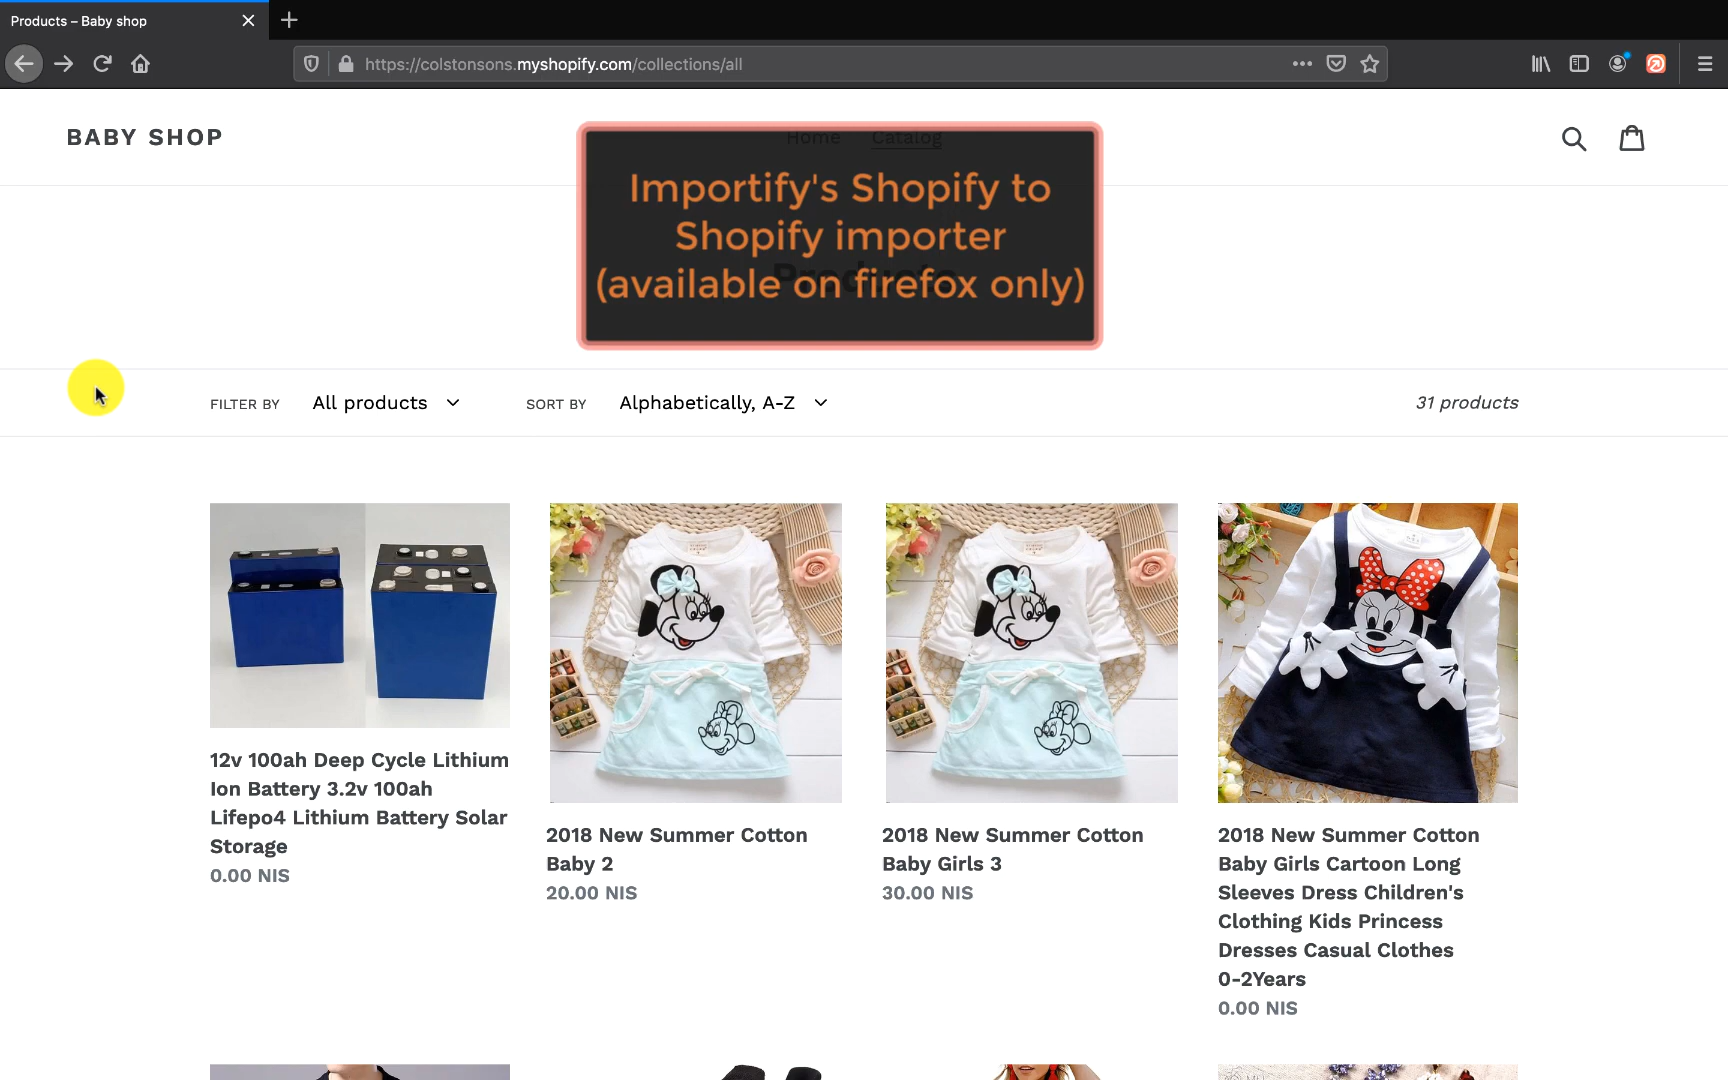 Products – Baby shop
https://colstonsons.myshopify.com/collections/all
BABY SHOP
Home
Catalog
Importify's Shopify to
Shopify importer
(available on firefox only)
Products
FILTER BY
All products
SORT BY
Alphabetically, A-Z
31 products
12v 100ah Deep Cycle Lithium
Ion Battery 3.2v 100ah
Lifepo4 Lithium Battery Solar
Storage
0.00 NIS
2018 New Summer Cotton
Baby 2
20.00 NIS
2018 New Summer Cotton
Baby Girls 3
30.00 NIS
2018 New Summer Cotton
Baby Girls Cartoon Long
Sleeves Dress Children's
Clothing Kids Princess
Dresses Casual Clothes
0-2Years
0.00 NIS